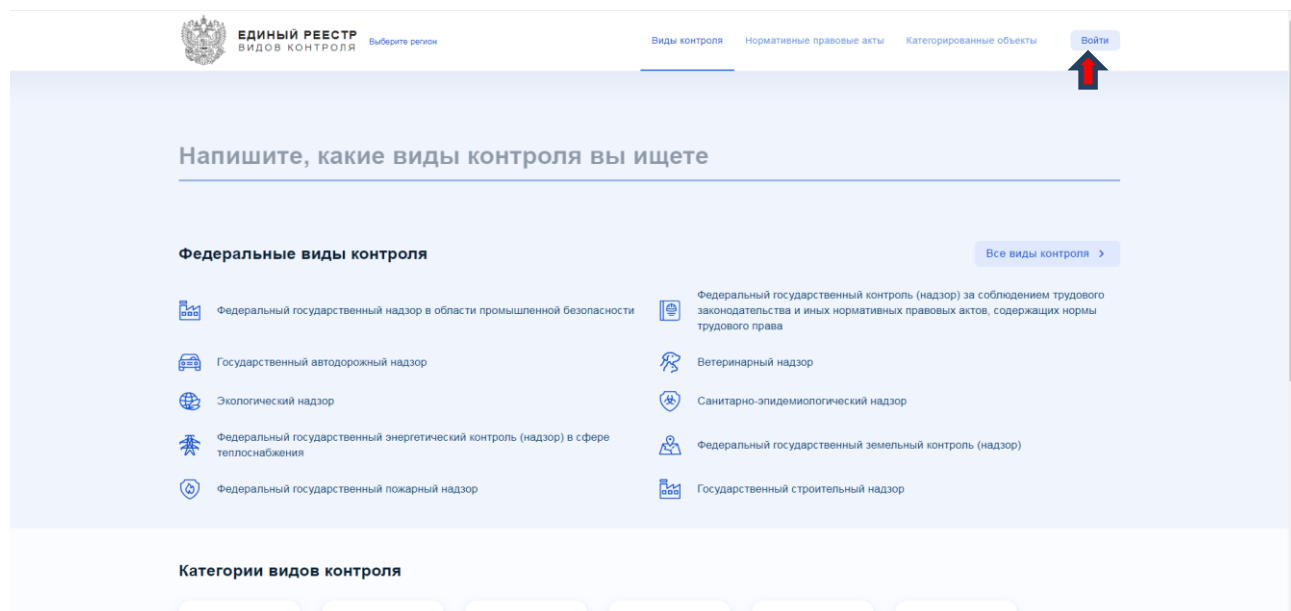 ЕДИНЫЙ РЕЕСТР
ВИДОВ КОНТРОЛЯ
Выберите регион
Виды контроля
Нормативные правовые акты
Категорированные объекты
Войти
Напишите, какие виды контроля вы ищете
Федеральные виды контроля
Все виды контроля
Федеральный государственный надзор в области промышленной безопасности
Федеральный государственный контроль (надзор) за соблюдением трудового
законодательства и иных нормативных правовых актов, содержащих нормы
трудового права
Государственный автодорожный надзор
Ветеринарный надзор
Экологический надзор
Санитарно-эпидемиологический надзор
Федеральный государственный энергетический контроль (надзор) в сфере
теплоснабжения
Федеральный государственный земельный контроль (надзор)
Федеральный государственный пожарный надзор
Государственный строительный надзор
Категории видов контроля